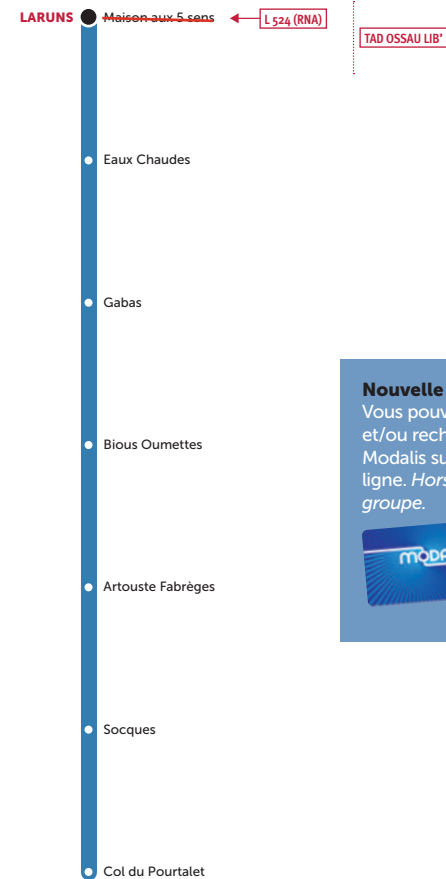 LARUNS Maison aux 5 sens L 524 (RNA)
TAD OSSAU LIB'
Eaux Chaudes
Gabas
Bious Oumettes
Artouste Fabrèges
Socques
Col du Pourtalet
Nouvelle
Vous pouv
et/ou rech
Modalis su
ligne. Hors
groupe.